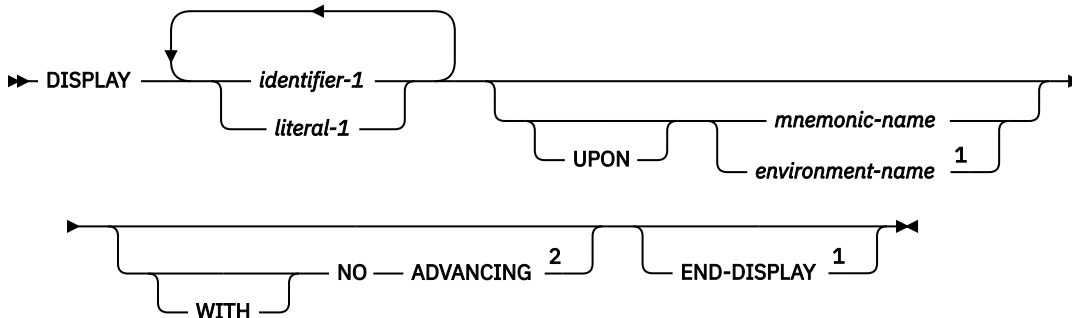 DISPLAY identifier-1
literal-1
mnemonic-name
UPON environment-name 1
NO ADVANCING 2 END-DISPLAY 1
WITH